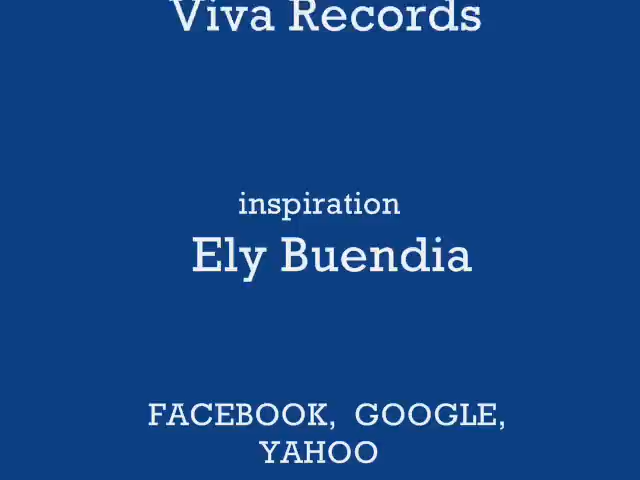 Viva Records
inspiration
Ely Buendia
FACEBOOK, GOOGLE,
YAHOO